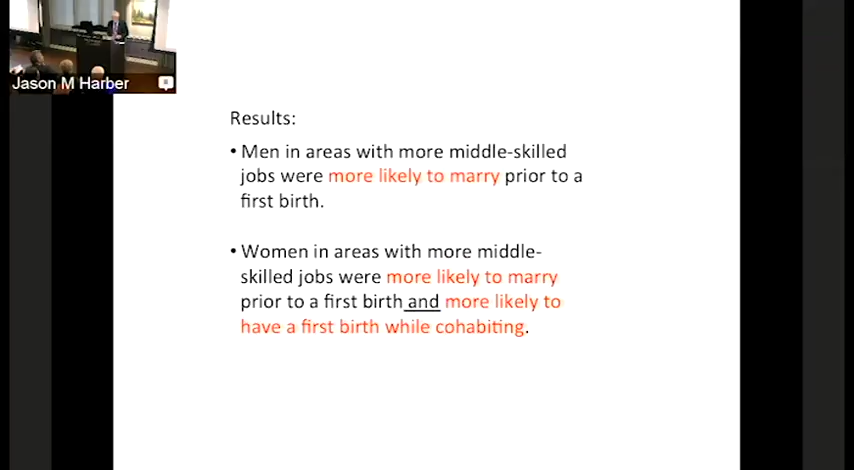 Jason M Harber
Results:
• Men in areas with more middle-skilled
jobs were more likely to marry prior to a
first birth.
• Women in areas with more middle-
skilled jobs were more likely to marry
prior to a first birth and more likely to
have a first birth while cohabiting.